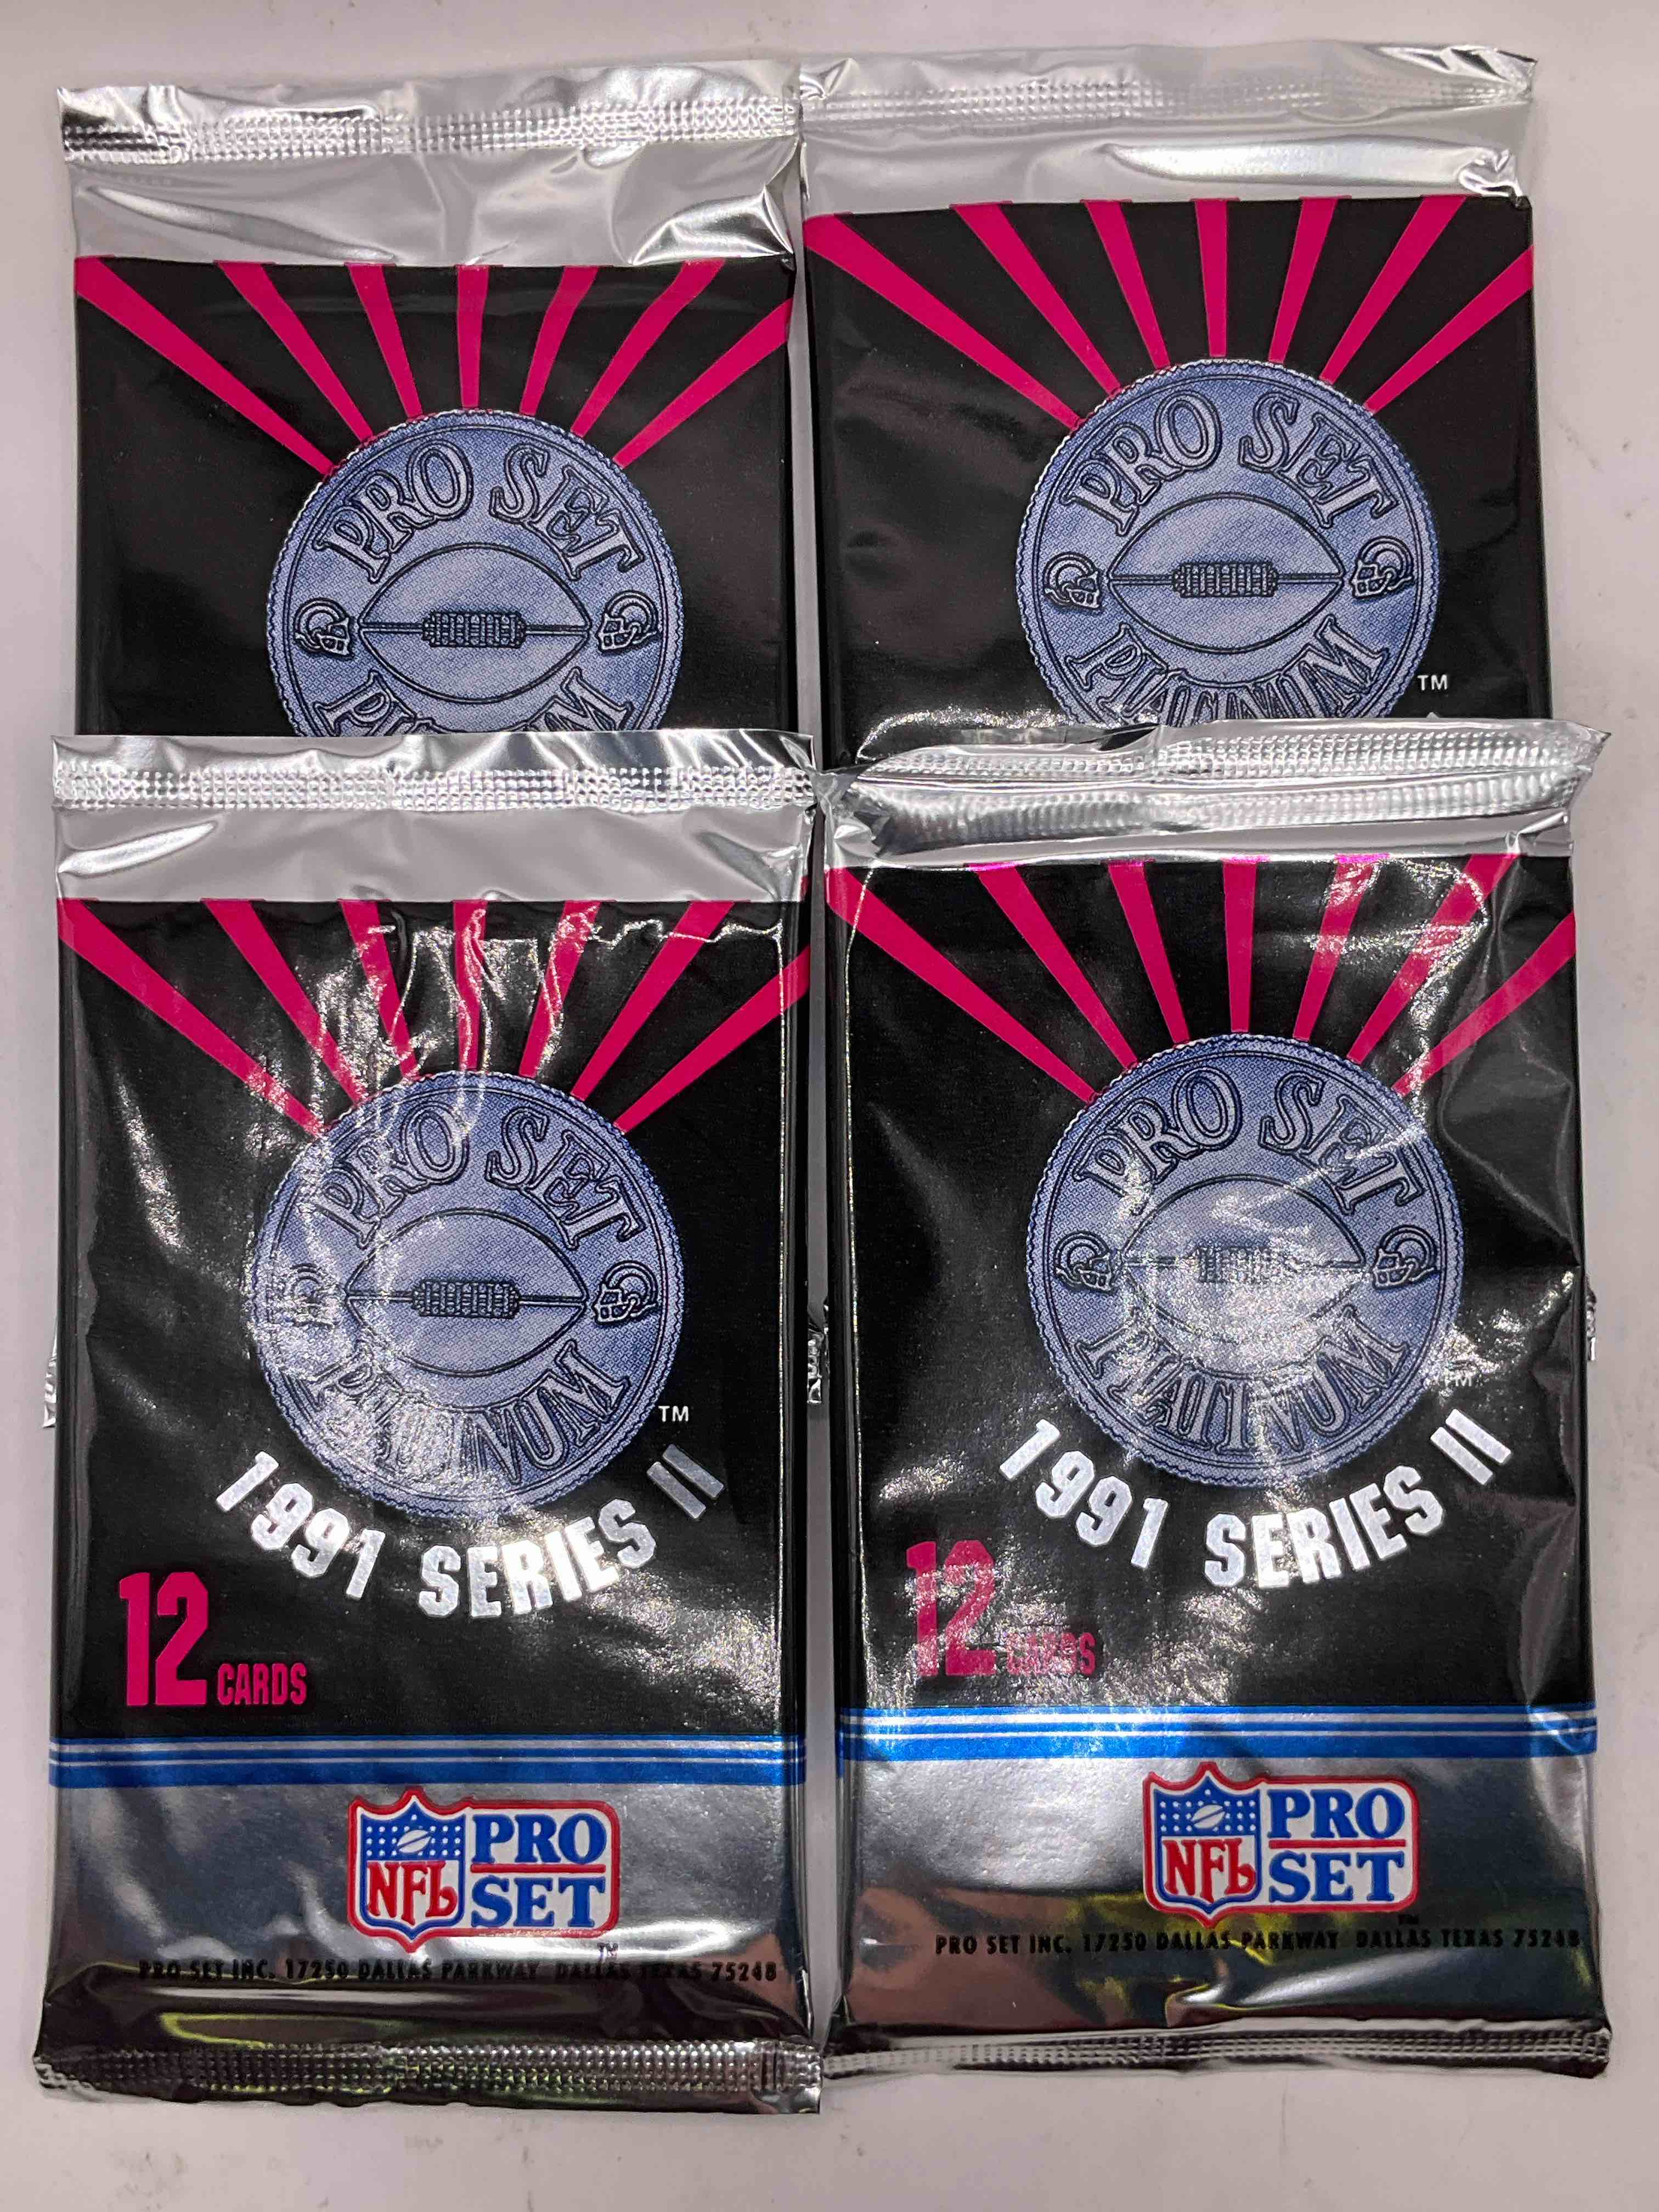 PRO SET
PLATINUM
PRO SET
PLATINUM
TM
PRO SET
PLATINUM
TM
1991 SERIES II
12 CARDS
NFL PRO SET
TM
PRO SET INC. 17250 DALLAS PARKWAY DALLAS TEXAS 75248
PRO SET
PLATINUM
TM
1991 SERIES II
12 CARDS
NFL PRO SET
TM
PRO SET INC. 17250 DALLAS PARKWAY DALLAS TEXAS 75248